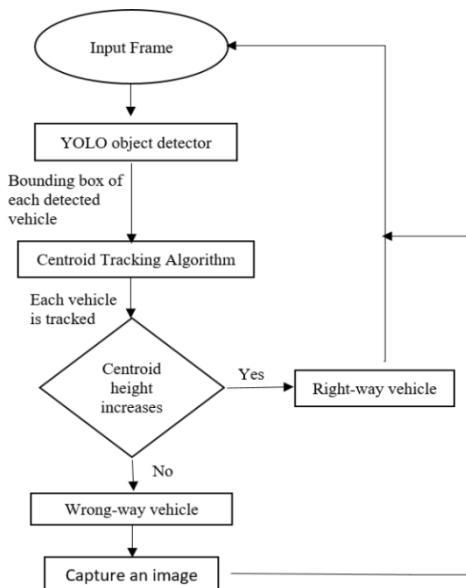 Input Frame
YOLO object detector
Bounding box of
each detected
vehicle
Centroid Tracking Algorithm
Each vehicle
is tracked
Centroid
height
increases
Yes
Right-way vehicle
No
Wrong-way vehicle
Capture an image